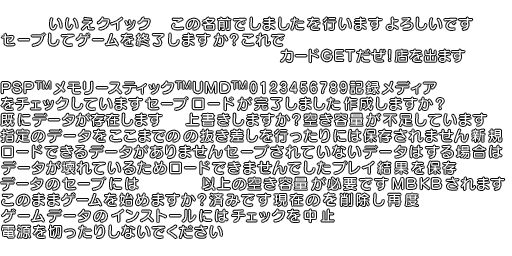 いいえクイック この名前でしましたを行いますよろしいです
セーブしてゲームを終了しますか?これで
カードGETだぜ!店を出ます
PSP™メモリースティック™UMD™0123456789記録メディア
をチェックしていますセーブロードが完了しました作成しますか?
既にデータが存在します 上書きしますか?空き容量が不足しています
指定のデータをここまでのの抜き差しを行ったりには保存されません新規
ロードできるデータがありませんセーブされていないデータはする場合は
データが壊れているためロードできませんでしたプレイ結果を保存
データのセーブには 以上の空き容量が必要ですMBKBされます
このままゲームを始めますか?済みです現在のを削除し再度
ゲームデータのインストールにはチェックを中止
電源を切ったりしないでください